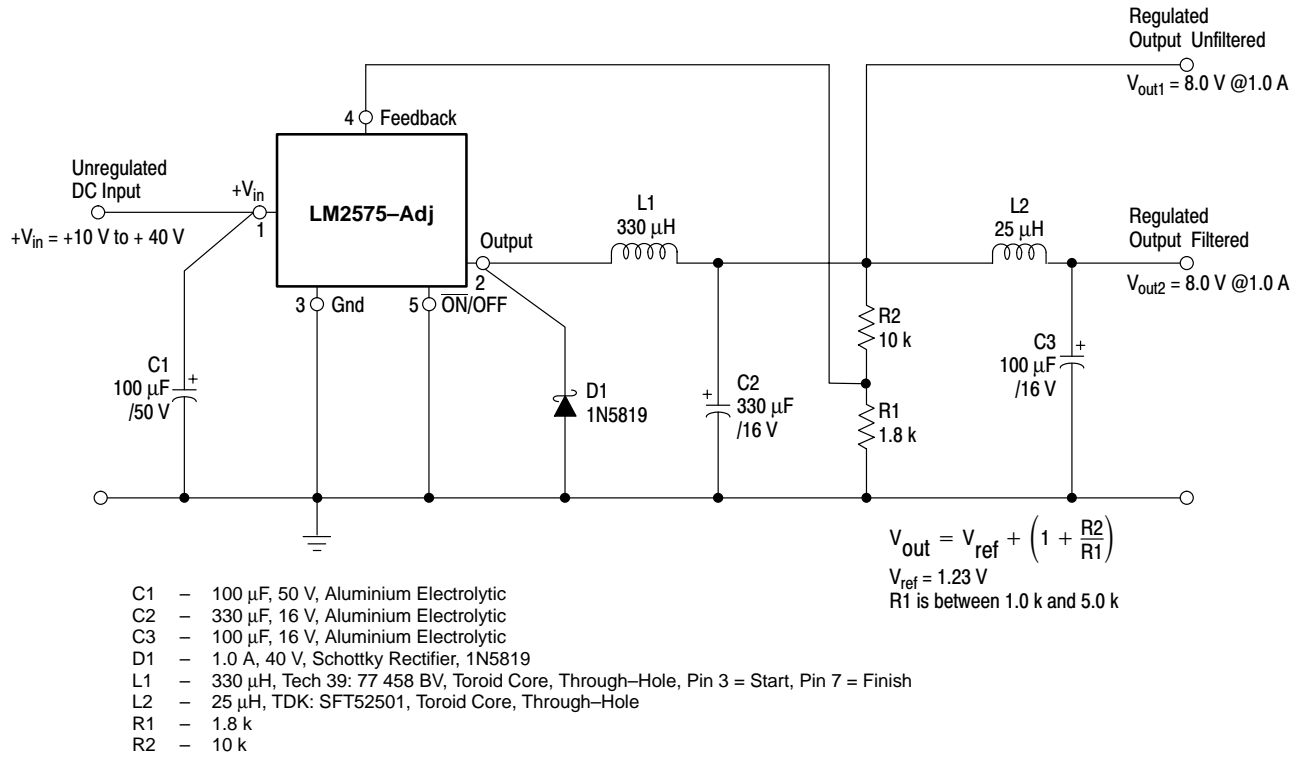 Regulated
Output Unfiltered
Vout1 = 8.0 V @1.0 A
4
Feedback
Unregulated
DC Input
+Vin = +10 V to + 40 V
+Vin
1
LM2575–Adj
Output
2
3
Gnd
5
ON/OFF
L1
330 μH
L2
25 μH
Regulated
Output Filtered
Vout2 = 8.0 V @1.0 A
C1
100 μF
/50 V
+
D1
1N5819
+
C2
330 μF
/16 V
R2
10 k
R1
1.8 k
C3
100 μF
/16 V
+
Vout = Vref + (1 + R2/R1)
Vref = 1.23 V
R1 is between 1.0 k and 5.0 k
C1 – 100 μF, 50 V, Aluminium Electrolytic
C2 – 330 μF, 16 V, Aluminium Electrolytic
C3 – 100 μF, 16 V, Aluminium Electrolytic
D1 – 1.0 A, 40 V, Schottky Rectifier, 1N5819
L1 – 330 μH, Tech 39: 77 458 BV, Toroid Core, Through–Hole, Pin 3 = Start, Pin 7 = Finish
L2 – 25 μH, TDK: SFT52501, Toroid Core, Through–Hole
R1 – 1.8 k
R2 – 10 k